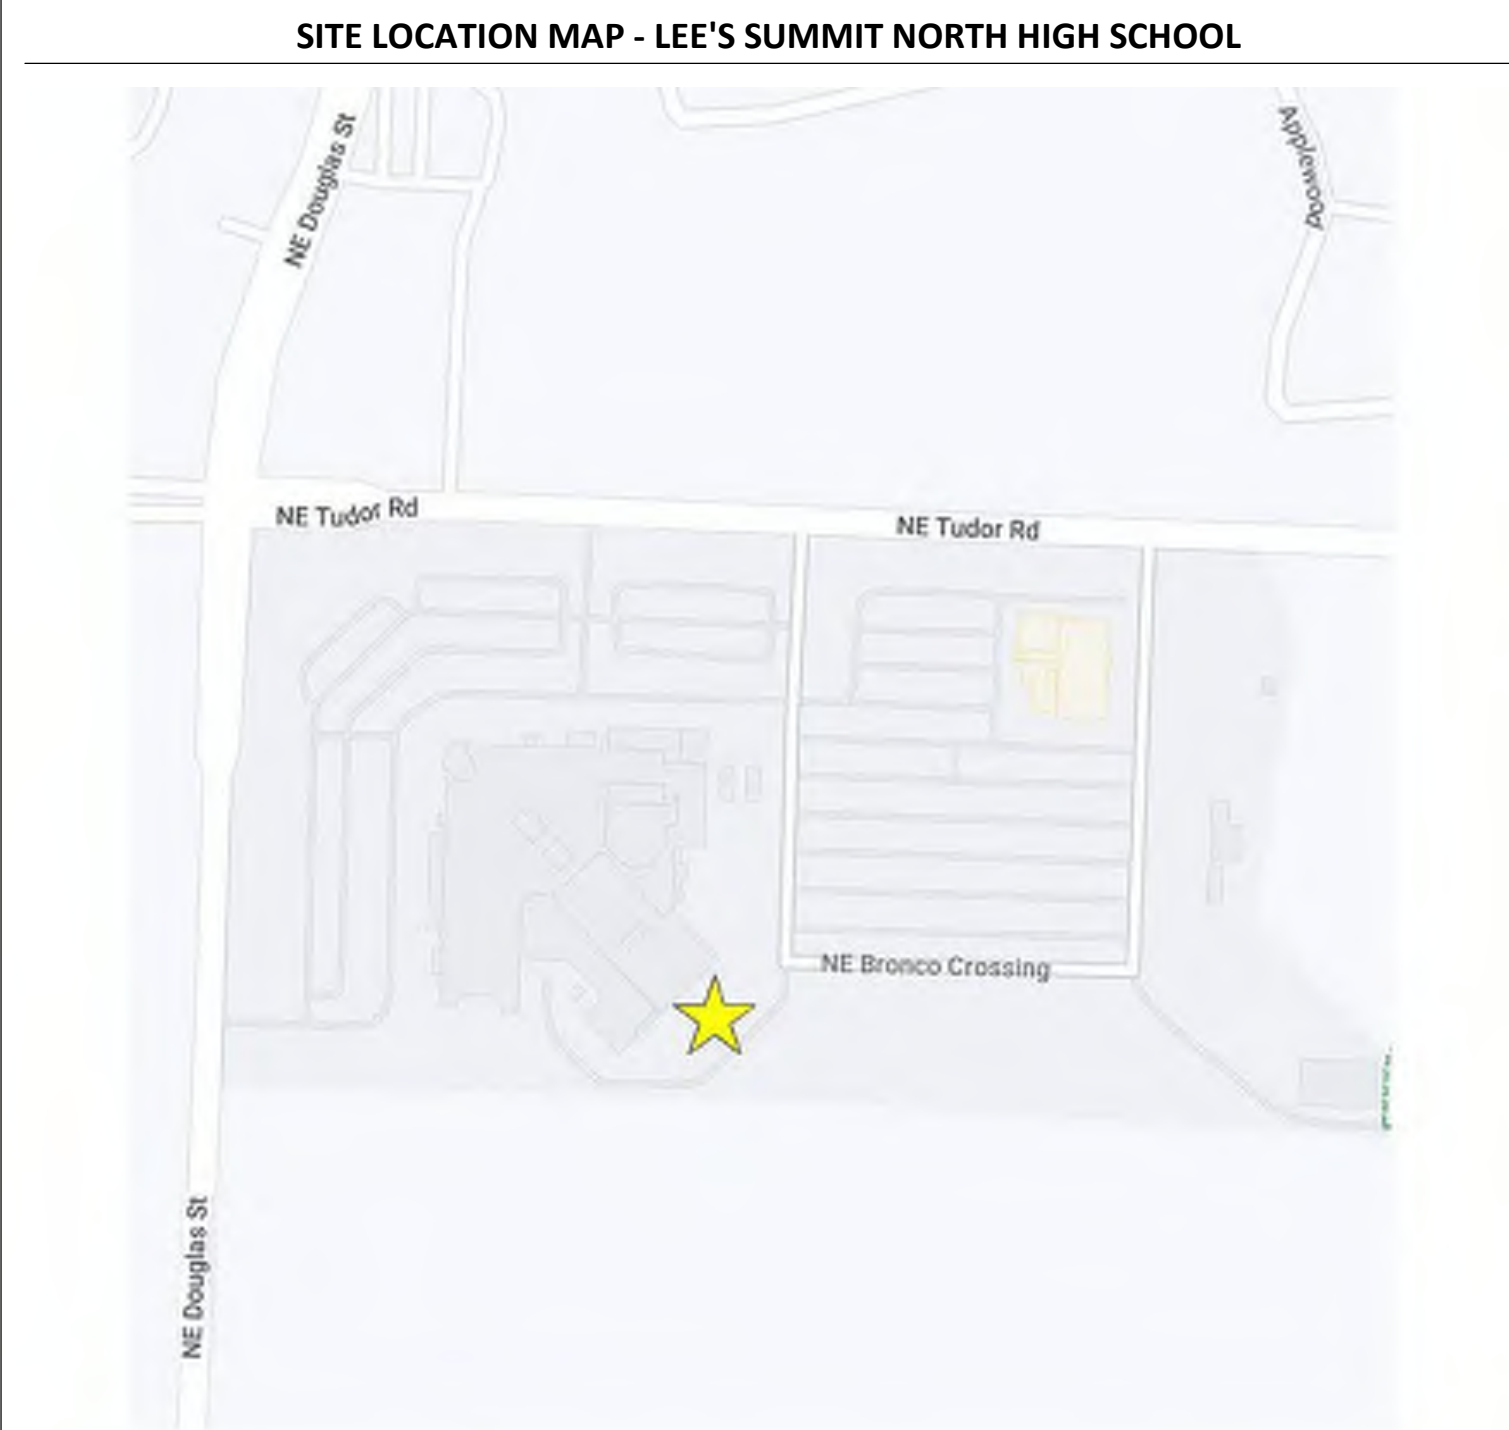 SITE LOCATION MAP - LEE'S SUMMIT NORTH HIGH SCHOOL
NE Douglas St
Applewood
NE Tudor Rd
NE Tudor Rd
NE Bronco Crossing
NE Douglas St